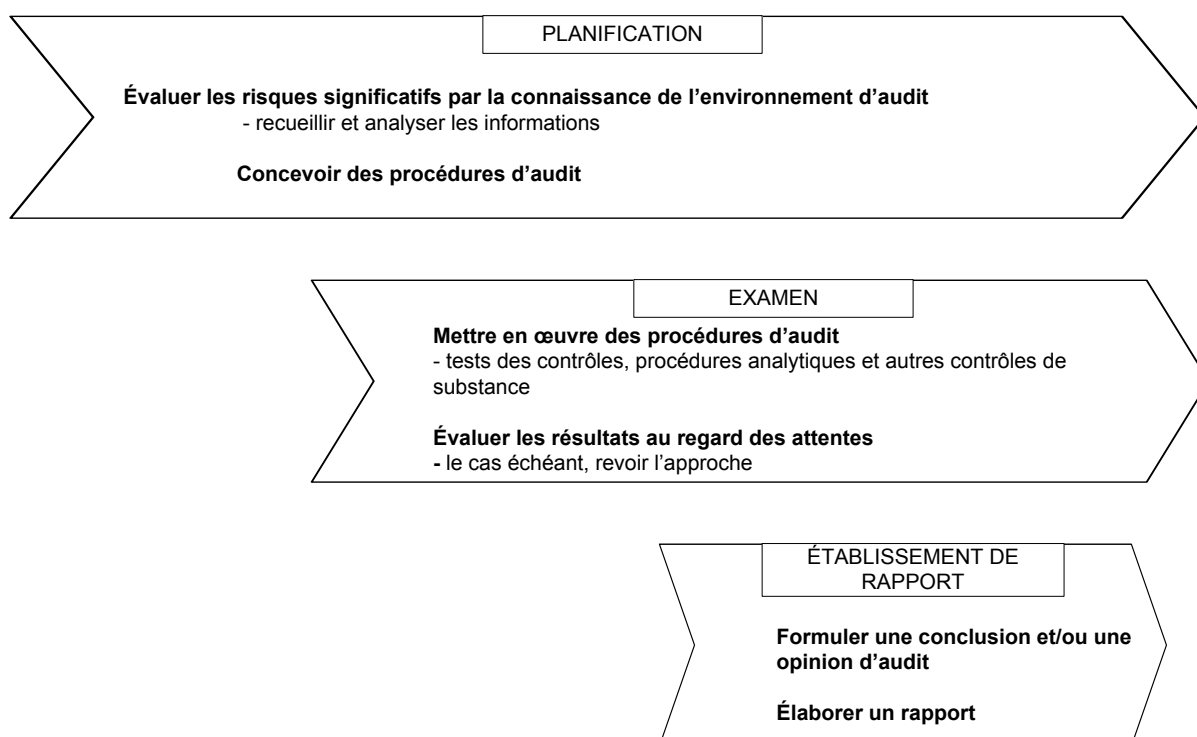 PLANIFICATION
Évaluer les risques significatifs par la connaissance de l’environnement d’audit
- recueillir et analyser les informations
Concevoir des procédures d’audit
EXAMEN
Mettre en œuvre des procédures d’audit
- tests des contrôles, procédures analytiques et autres contrôles de
substance
Évaluer les résultats au regard des attentes
- le cas échéant, revoir l’approche
ÉTABLISSEMENT DE
RAPPORT
Formuler une conclusion et/ou une
opinion d’audit
Élaborer un rapport